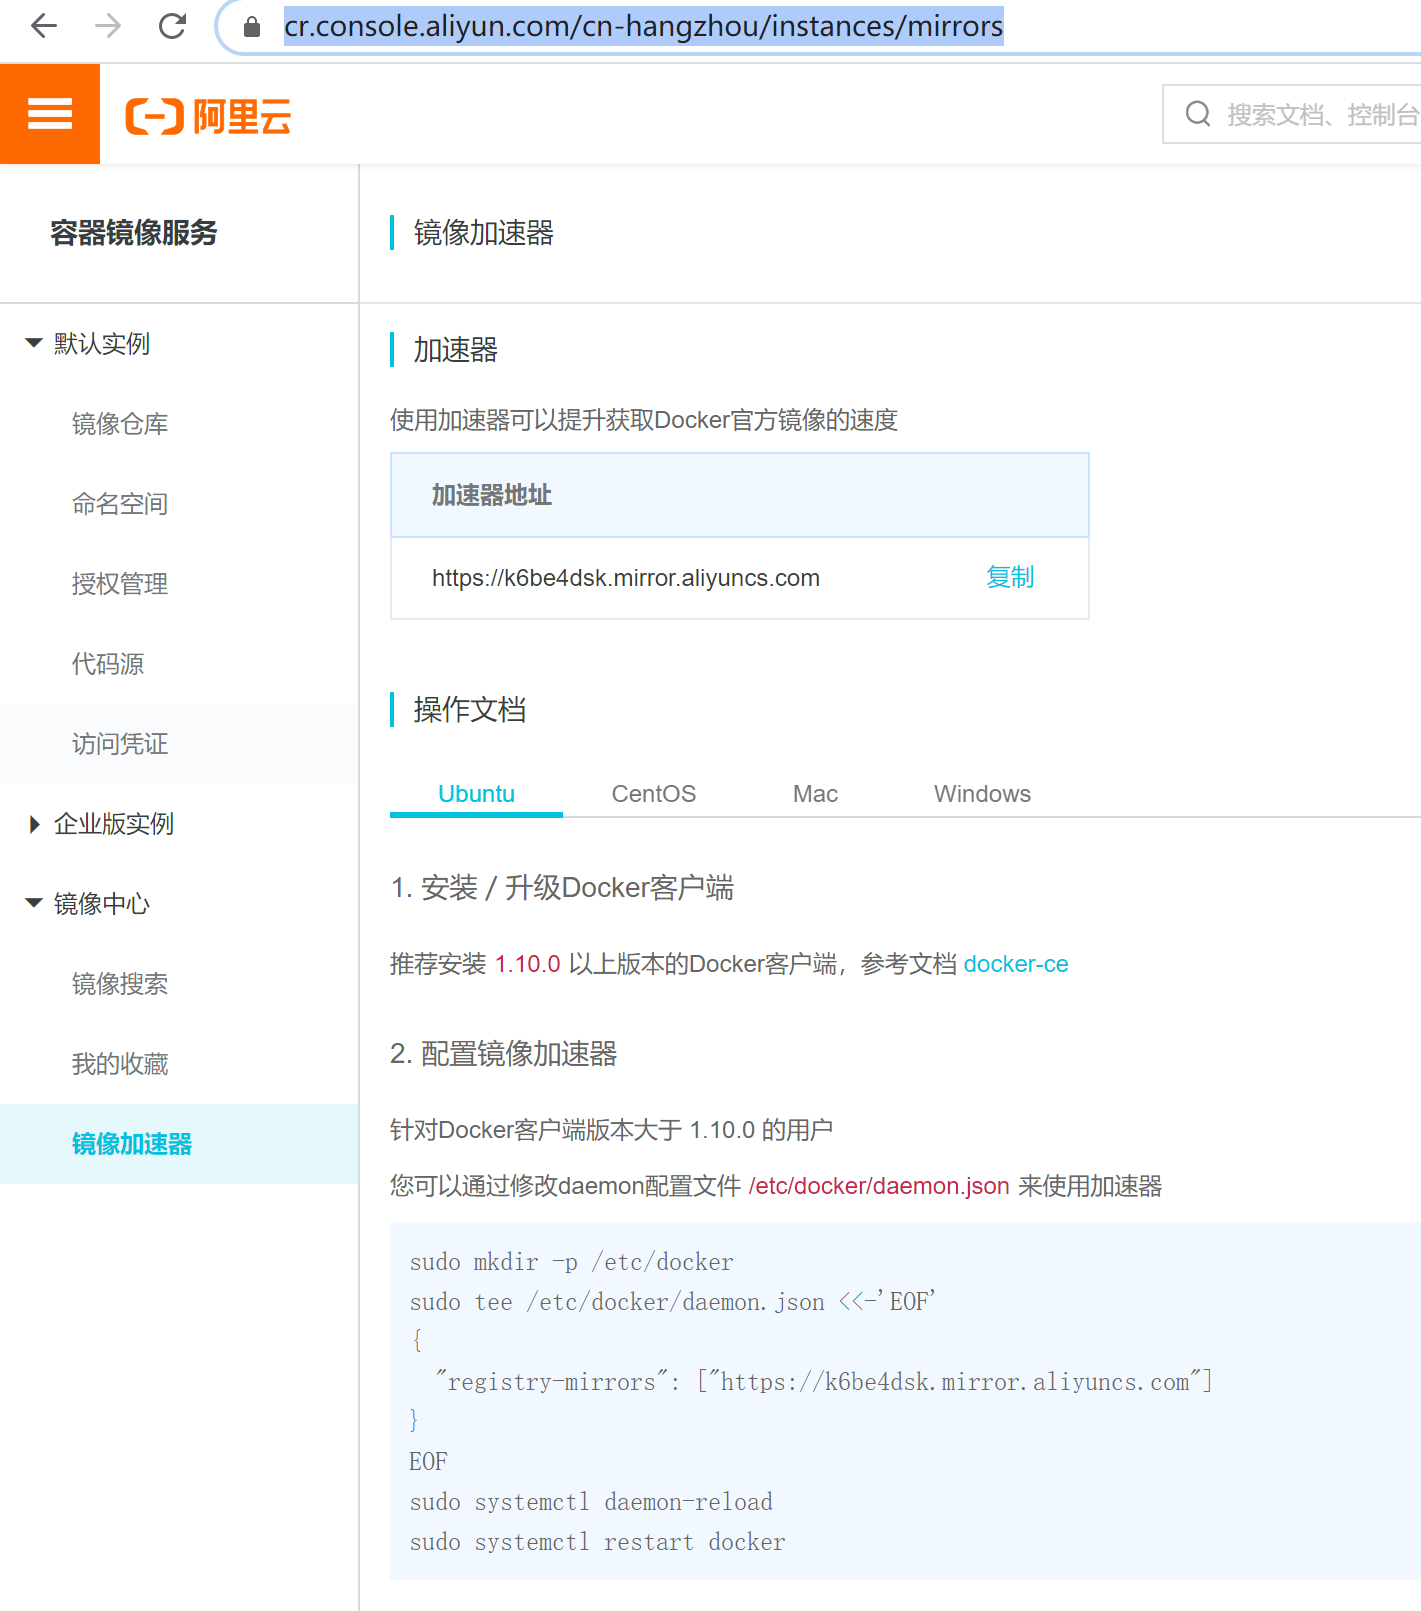 cr.console.aliyun.com/cn-hangzhou/instances/mirrors
阿里云
搜索文档、控制台
容器镜像服务
默认实例
镜像仓库
命名空间
授权管理
代码源
访问凭证
企业版实例
镜像中心
镜像搜索
我的收藏
镜像加速器
镜像加速器
加速器
使用加速器可以提升获取Docker官方镜像的速度
加速器地址
https://k6be4dsk.mirror.aliyuncs.com 复制
操作文档
Ubuntu CentOS Mac Windows
1. 安装 / 升级Docker客户端
推荐安装 1.10.0 以上版本的Docker客户端，参考文档 docker-ce
2. 配置镜像加速器
针对Docker客户端版本大于 1.10.0 的用户
您可以通过修改daemon配置文件 /etc/docker/daemon.json 来使用加速器
sudo mkdir -p /etc/docker
sudo tee /etc/docker/daemon.json <<-'EOF'
{
  "registry-mirrors": ["https://k6be4dsk.mirror.aliyuncs.com"]
}
EOF
sudo systemctl daemon-reload
sudo systemctl restart docker